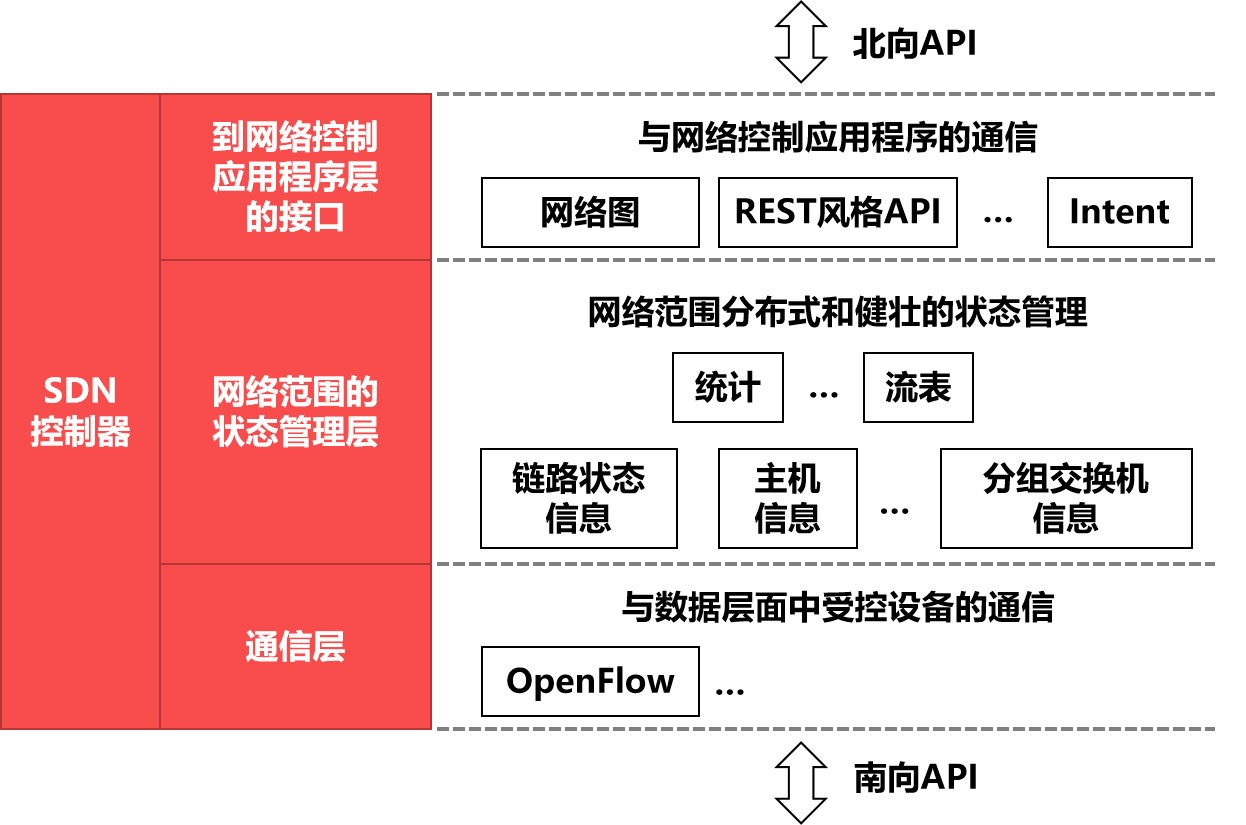 北向API
SDN
控制器
到网络控制
应用程序层
的接口
与网络控制应用程序的通信
网络图
REST风格API
...
Intent
网络范围的
状态管理层
网络范围分布式和健壮的状态管理
统计
...
流表
链路状态
信息
主机
信息
...
分组交换机
信息
通信层
与数据层面中受控设备的通信
OpenFlow
...
南向API